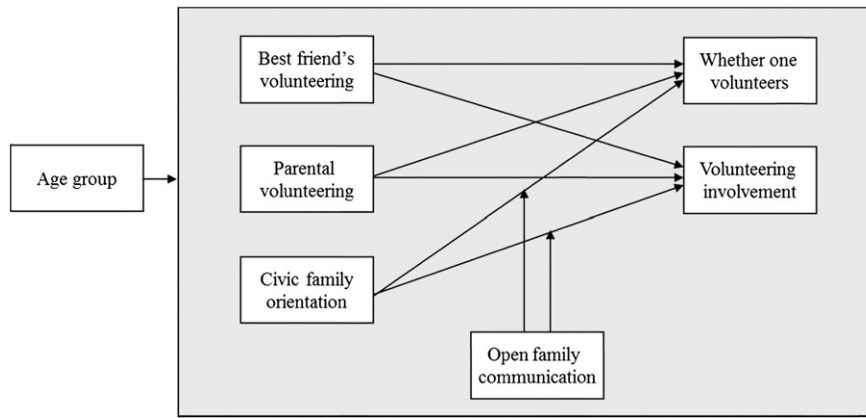 Best friend's
volunteering
Whether one
volunteers
Age group
Parental
volunteering
Volunteering
involvement
Civic family
orientation
Open family
communication